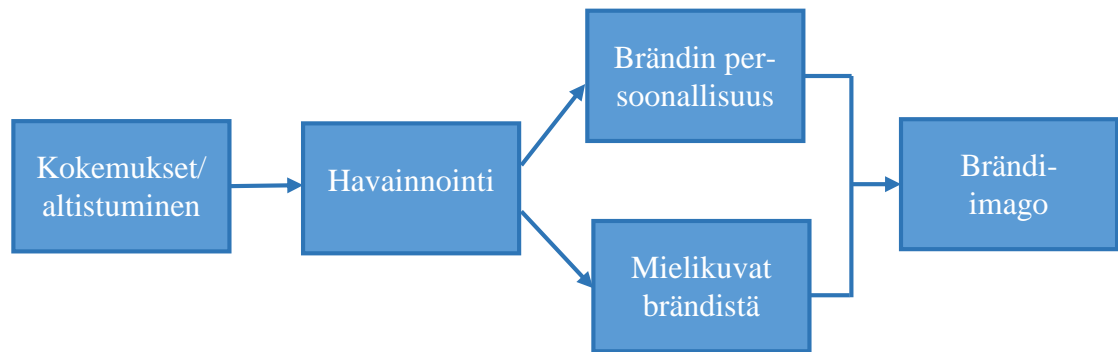 Kokemukset/
altistuminen
Havainnointi
Brändin per-
soonallisuus
Mielikuvat
brändistä
Brändi-
imago